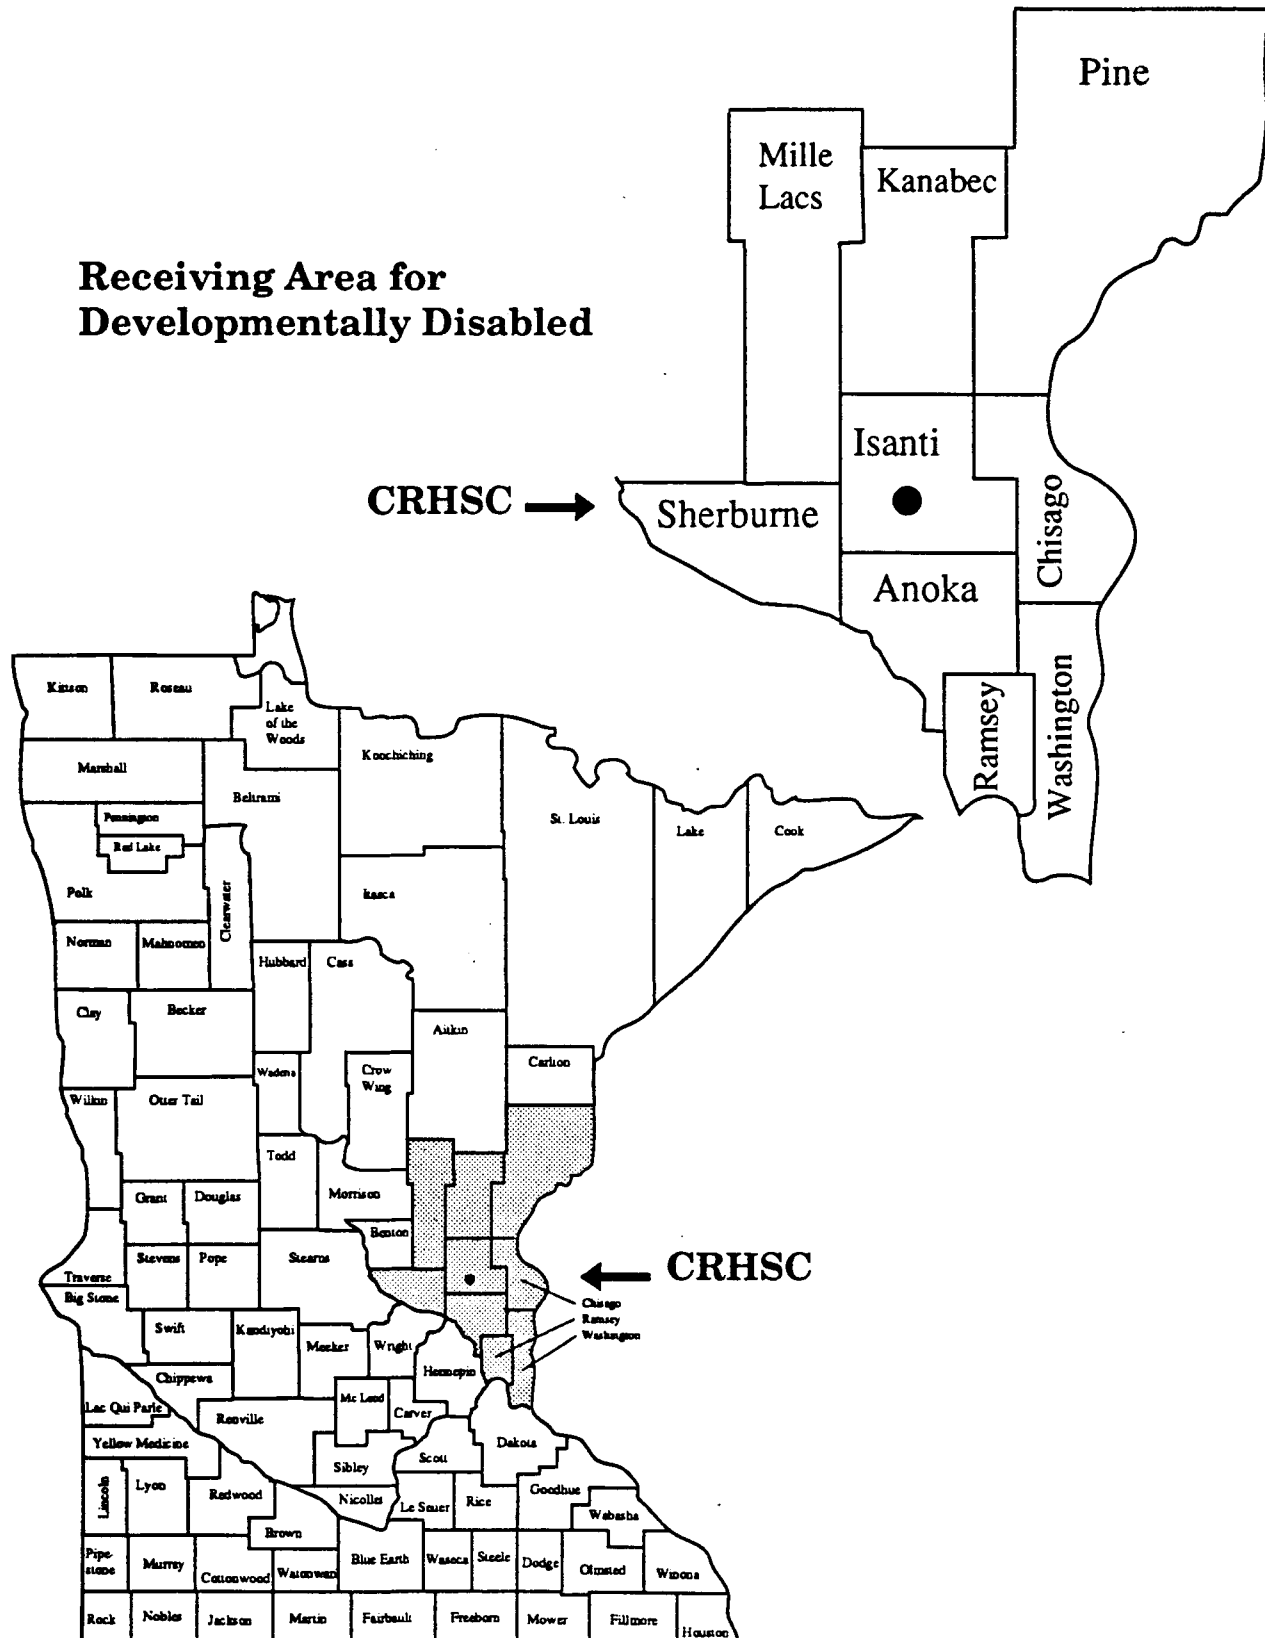 Pine
Mille
Lacs
Kanabec
Receiving Area for
Developmentally Disabled
Isanti
CRHSC
Sherburne
Chisago
Anoka
Ramsey
Washington
Kittson
Roseau
Lake
of the
Woods
Koochiching
Marshall
Beltrami
Pennington
Red Lake
St. Louis
Lake
Cook
Polk
Clearwater
Itasca
Norman
Mahnomen
Hubbard
Cass
Clay
Becker
Aitkin
Carlton
Wadena
Crow
Wing
Wilkin
Otter Tail
Todd
Grant
Douglas
Morrison
Benton
Stevens
Pope
Stearns
CRHSC
Traverse
Big Stone
Chisago
Ramsey
Washington
Swift
Kandiyohi
Meeker
Wright
Hennepin
Chippewa
Mc Leod
Carver
Lac Qui Parle
Renville
Yellow Medicine
Dakota
Scott
Sibley
Lincoln
Lyon
Redwood
Nicollet
Le Sauer
Rice
Goodhue
Wabasha
Brown
Pipe-
stone
Murray
Cottonwood
Watonwan
Blue Earth
Waseca
Steele
Dodge
Olmsted
Winona
Rock
Nobles
Jackson
Martin
Fairbault
Freeborn
Mower
Fillmore
Houston